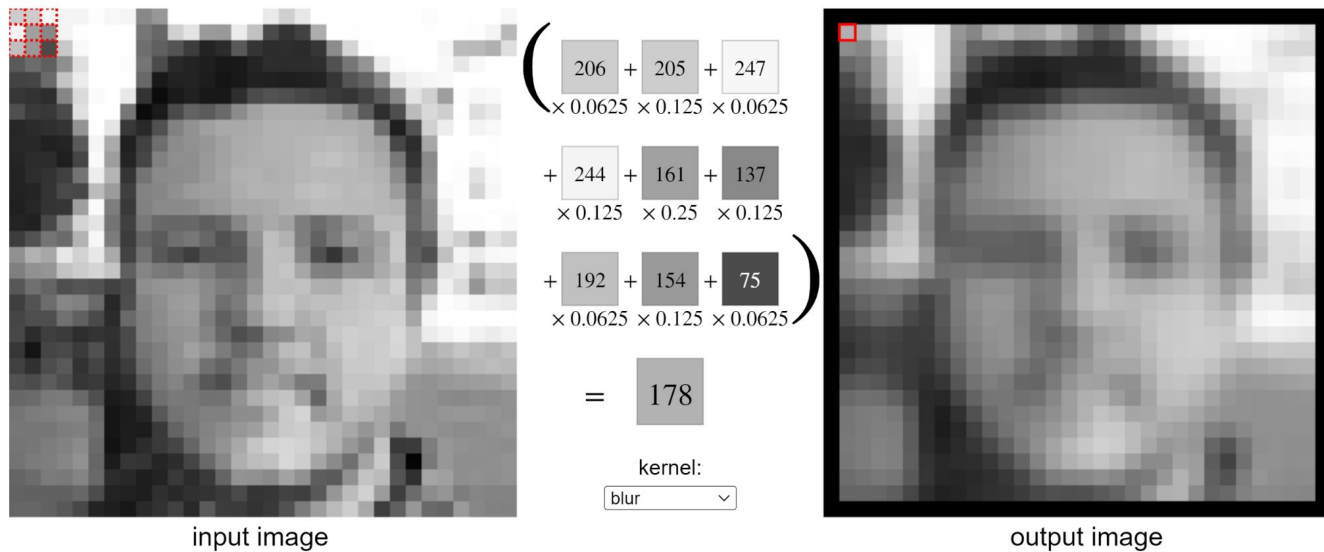 ( 206 + 205 + 247
× 0.0625 × 0.125 × 0.0625
+ 244 + 161 + 137
× 0.125 × 0.25 × 0.125
+ 192 + 154 + 75 )
× 0.0625 × 0.125 × 0.0625
= 178
kernel:
blur
input image
output image